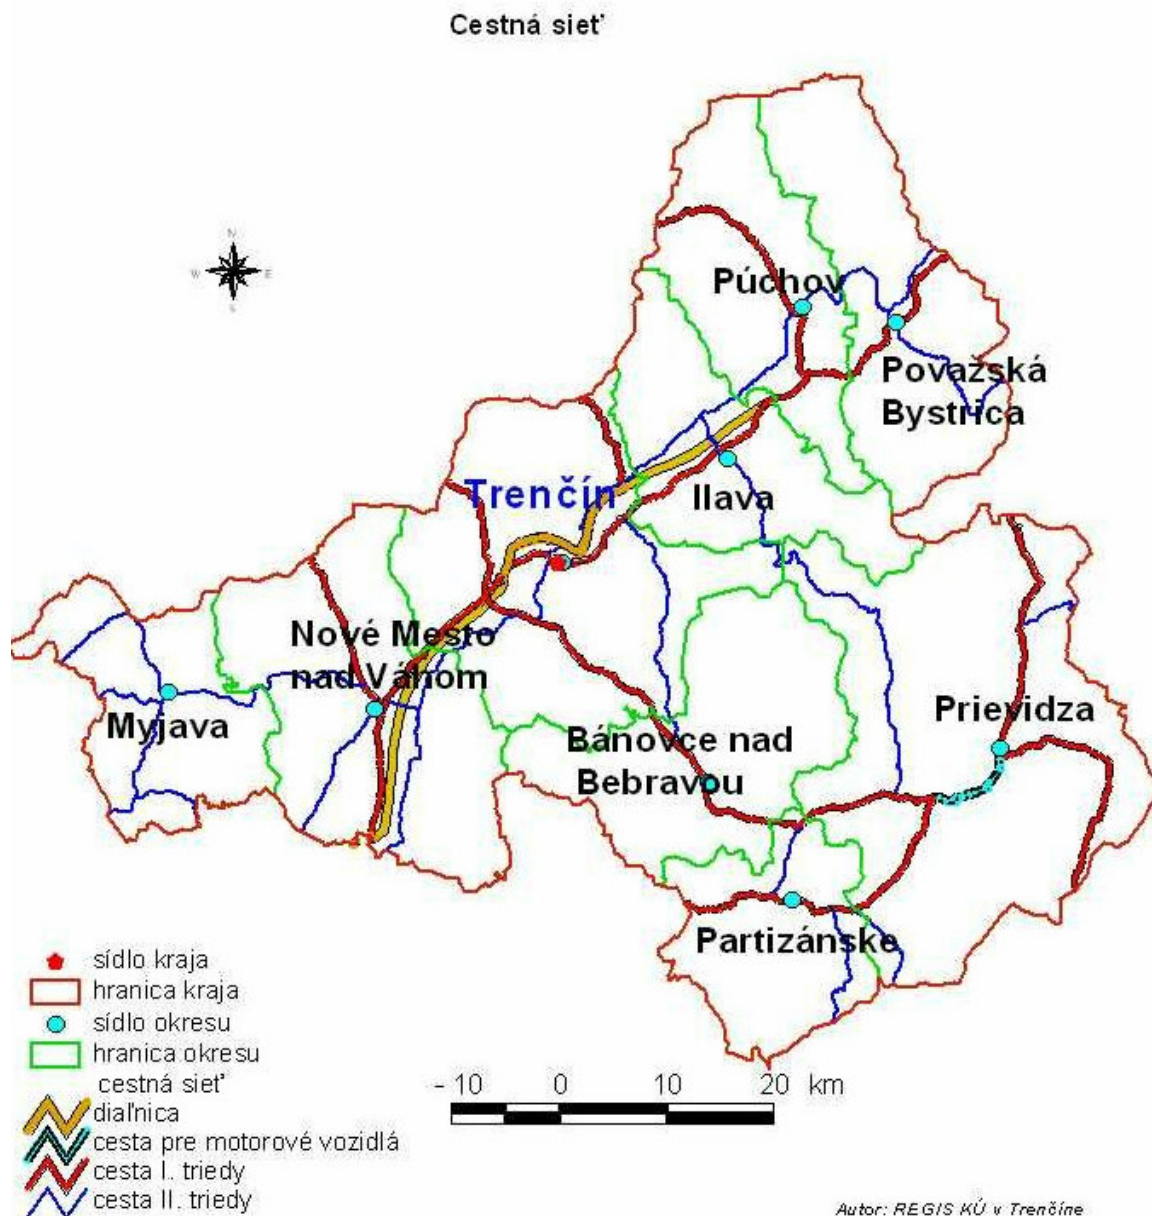 Cestná sieť
N
W E
S
Púchov
Považská
Bystrica
Trenčín
Ilava
Nové Mesto
nad Váhom
Myjava
Prievidza
Bánovce nad
Bebravou
Partizánske
sídlo kraja
hranica kraja
sídlo okresu
hranica okresu
cestná sieť
diaľnica
cesta pre motorové vozidlá
cesta I. triedy
cesta II. triedy
- 10 0 10 20 km
Autor: REGIS KÚ v Trenčíne